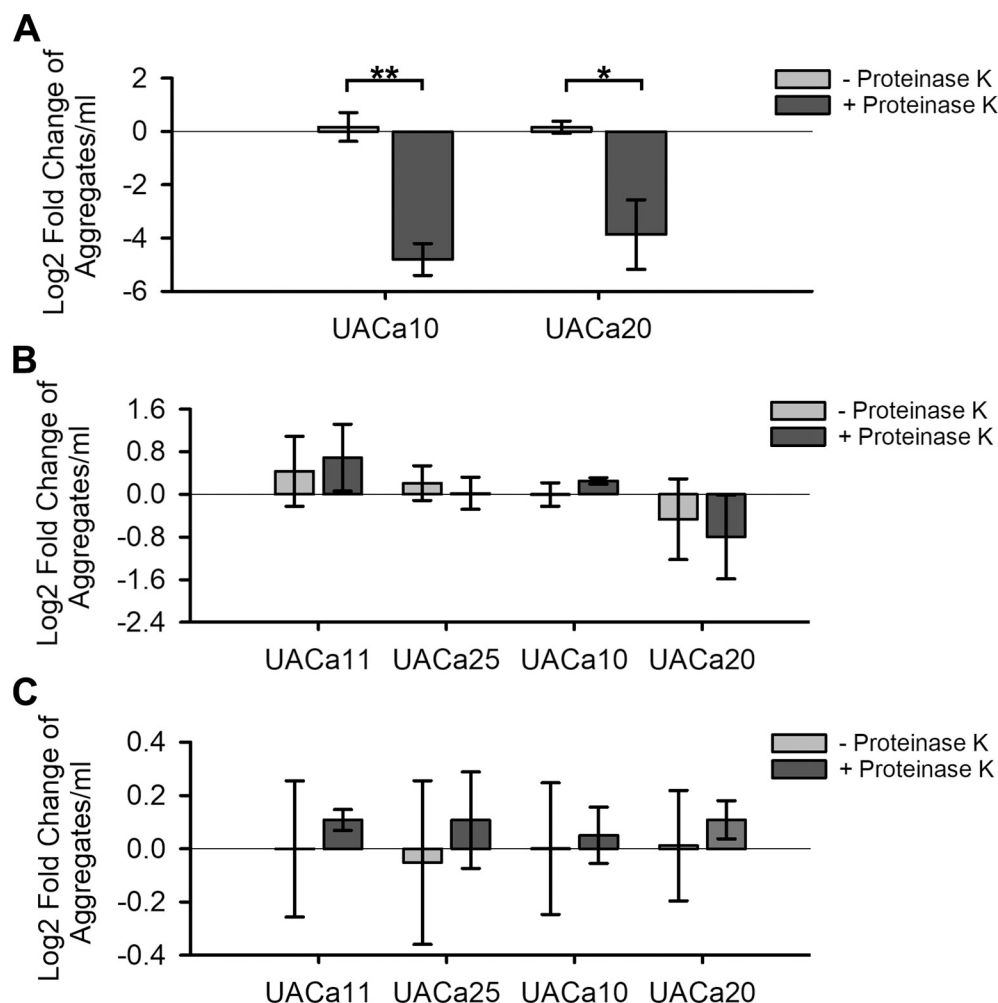 A
Log2 Fold Change of
Aggregates/ml
2
0
-2
-4
-6
**
*
- Proteinase K
+ Proteinase K
UACa10 UACa20
B
Log2 Fold Change of
Aggregates/ml
1.6
0.8
0.0
-0.8
-1.6
-2.4
- Proteinase K
+ Proteinase K
UACa11 UACa25 UACa10 UACa20
C
Log2 Fold Change of
Aggregates/ml
0.4
0.2
0.0
-0.2
-0.4
- Proteinase K
+ Proteinase K
UACa11 UACa25 UACa10 UACa20